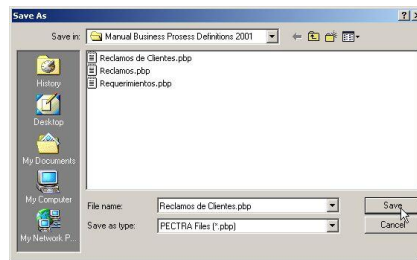 Save As
Save in:
Manual Business Prosess Definitions 2001
History
Desktop
My Documents
My Computer
My Network P...
Reclamos de Clientes.pbp
Reclamos.pbp
Requerimientos.pbp
File name:
Reclamos de Clientes.pbp
Save
Save as type:
PECTRA Files (*.pbp)
Cancel